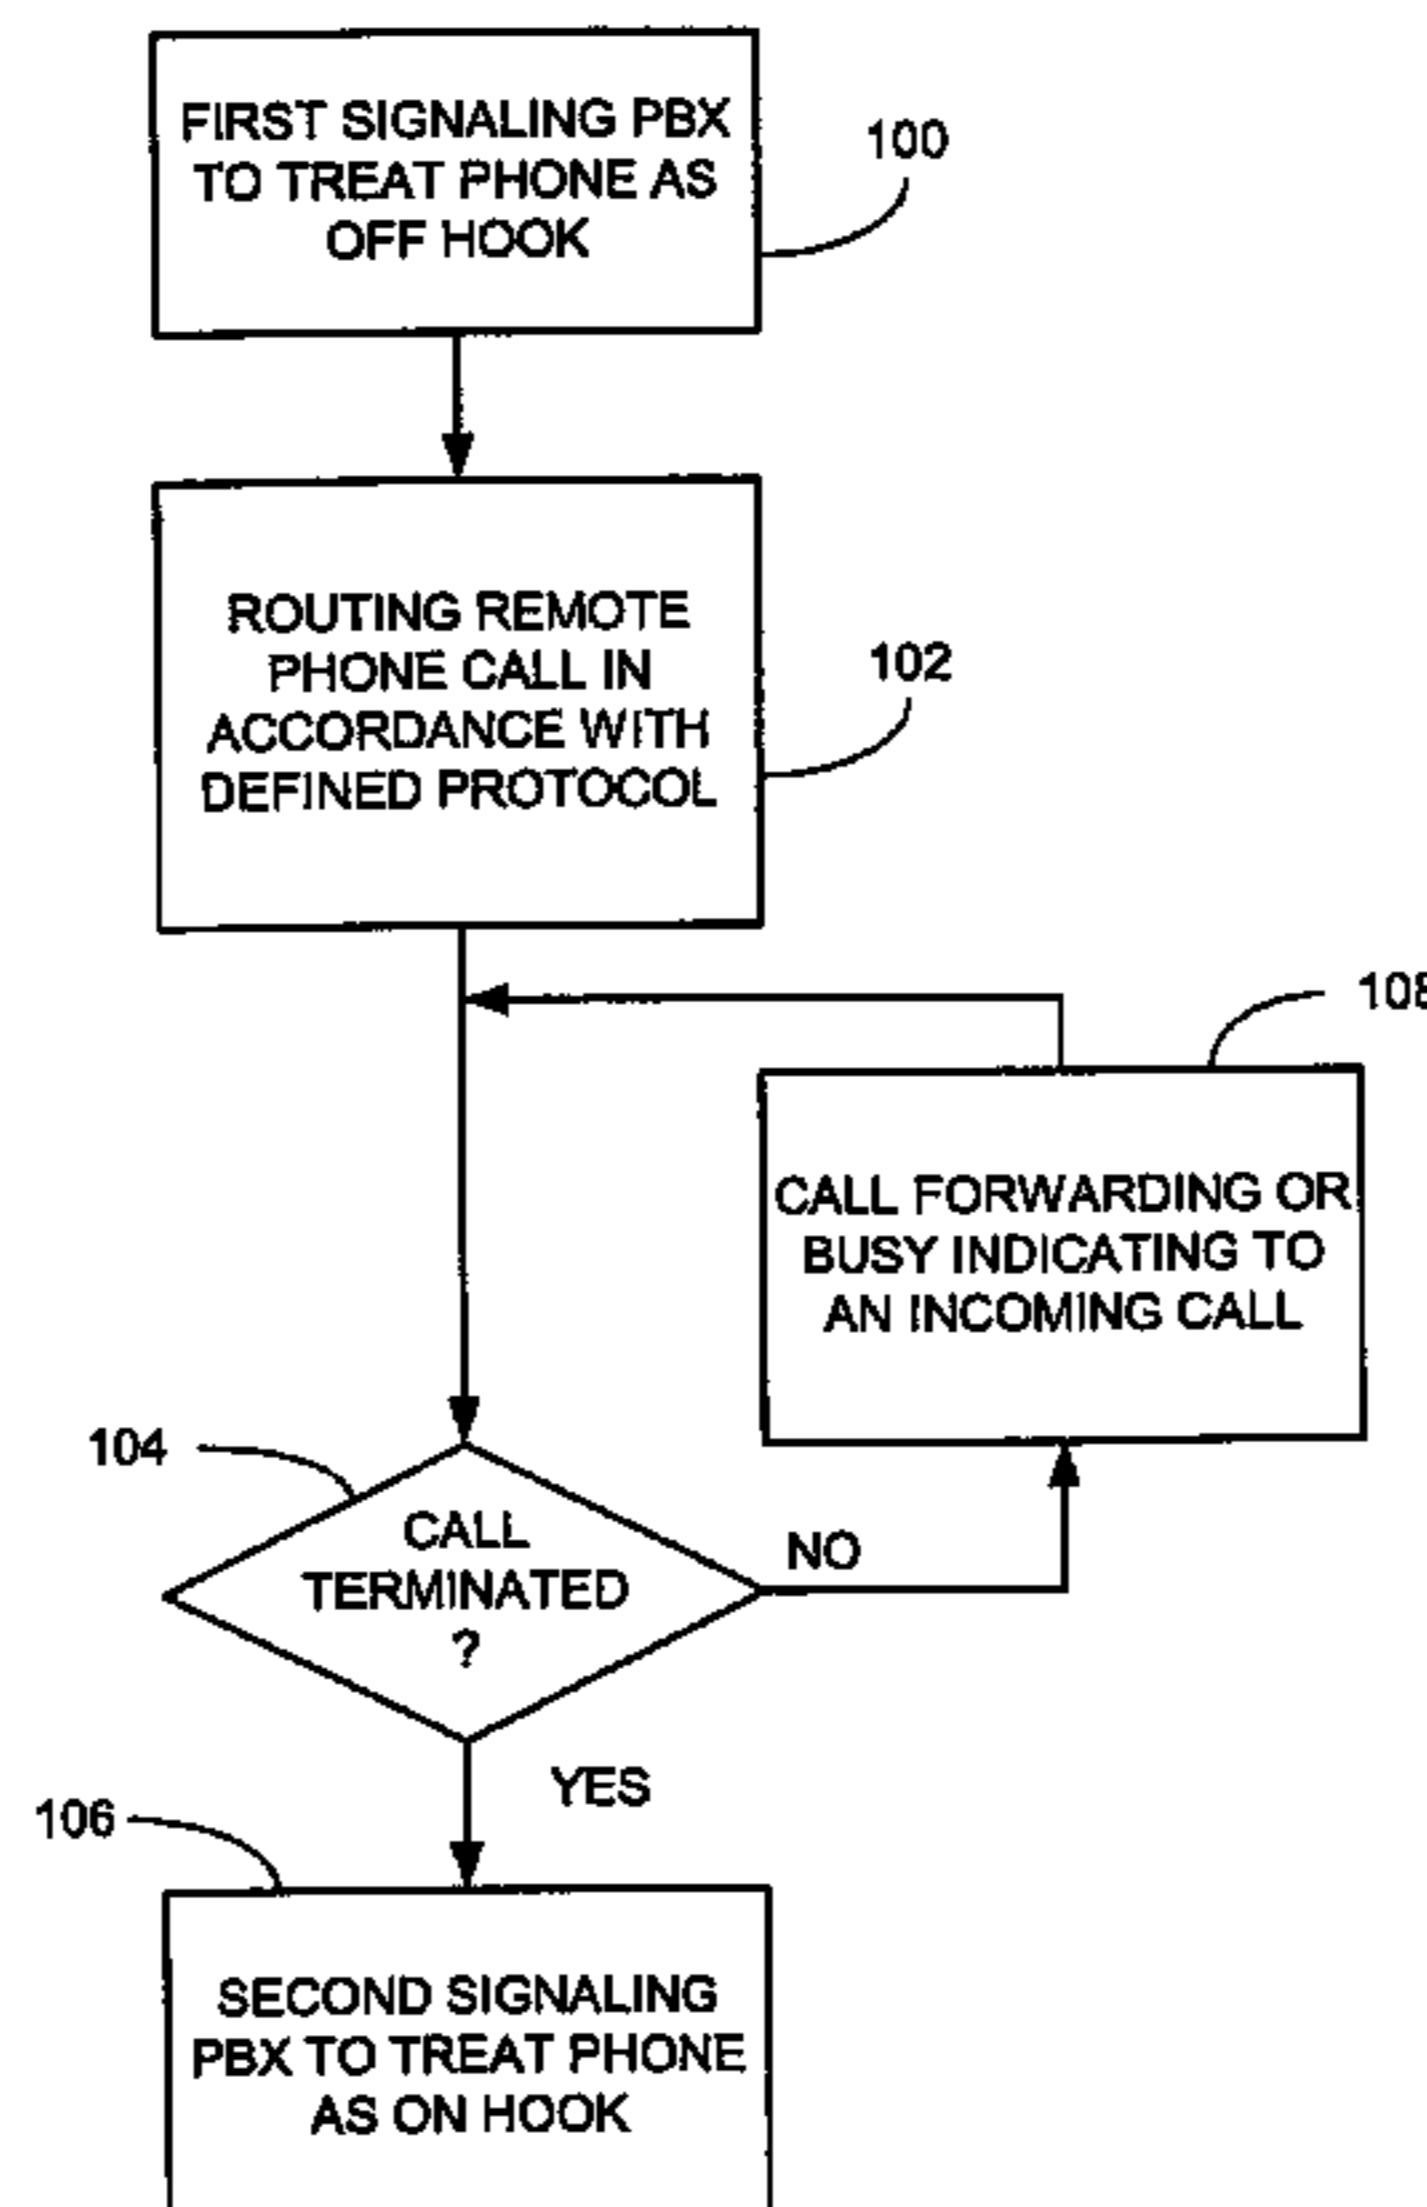 FIRST SIGNALING PBX
TO TREAT PHONE AS
OFF HOOK
100
ROUTING REMOTE
PHONE CALL IN
ACCORDANCE WITH
DEFINED PROTOCOL
102
108
CALL FORWARDING OR
BUSY INDICATING TO
AN INCOMING CALL
104
CALL
TERMINATED
?
NO
YES
106
SECOND SIGNALING
PBX TO TREAT PHONE
AS ON HOOK